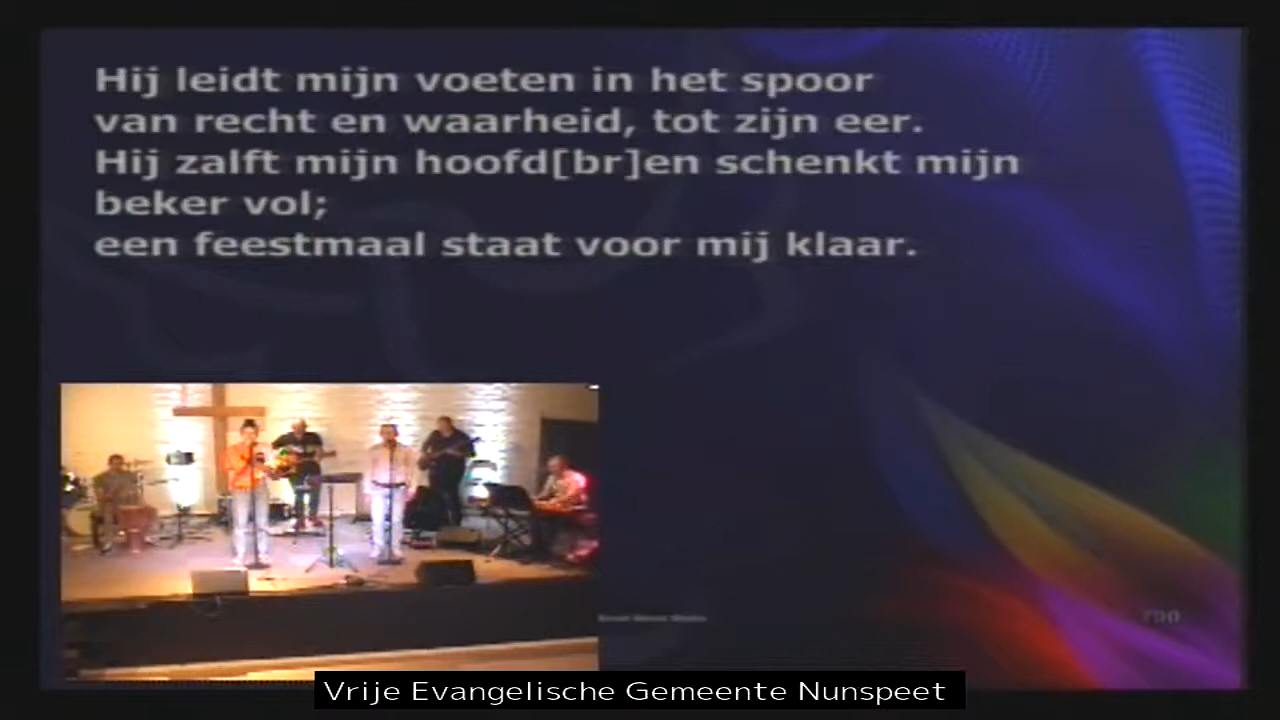 Hij leidt mijn voeten in het spoor
van recht en waarheid, tot zijn eer.
Hij zalft mijn hoofd[br]en schenkt mijn
beker vol;
een feestmaal staat voor mij klaar.
Vrije Evangelische Gemeente Nunspeet